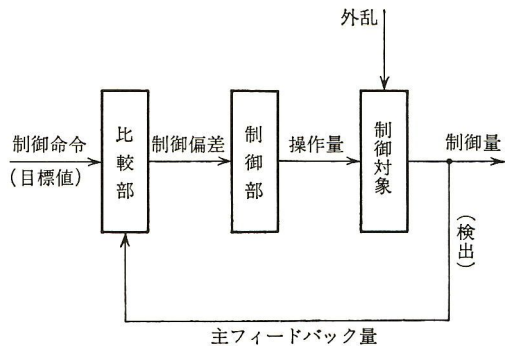 外乱
制御命令
(目標値)
比較部
制御偏差
制御部
操作量
制御対象
制御量
(検出)
主フィードバック量